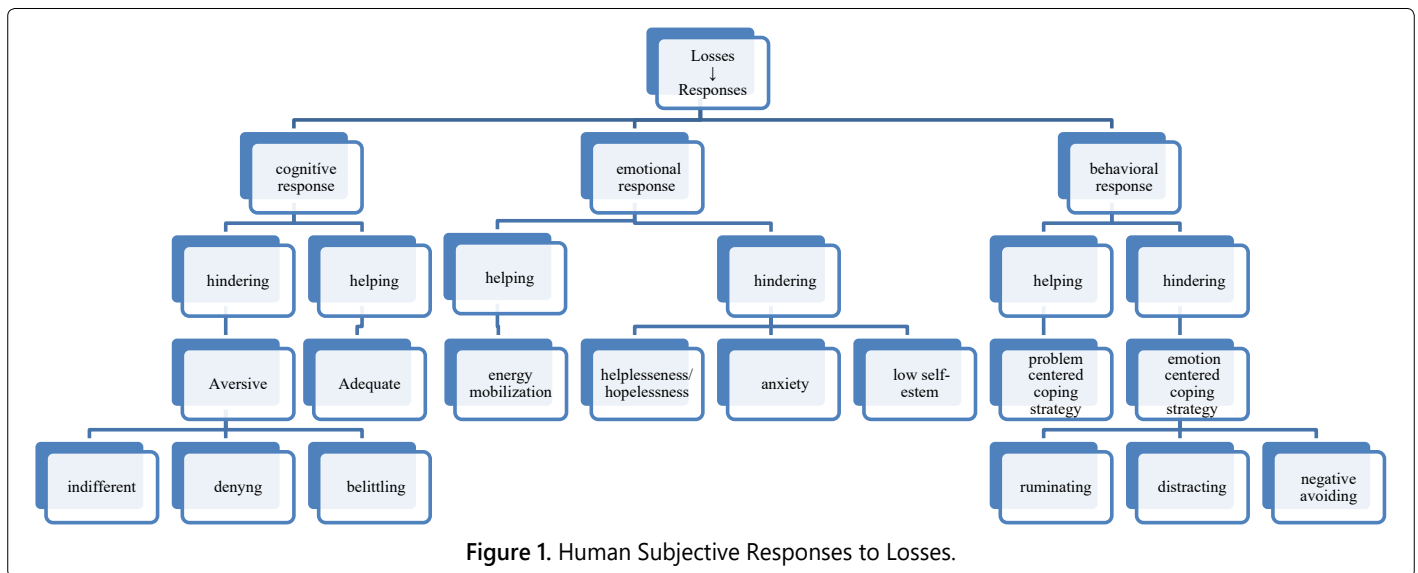 Losses
↓
Responses
cognitíve
response
emotional
response
behavioral
response
hindering
helping
helping
hindering
helping
hindering
Aversive
Adequate
energy
mobilization
helplesseness/
hopelessness
anxiety
low self-
estem
problem
centered
coping
strategy
emotion
centered
coping
strategy
indifferent
denyng
belittling
ruminating
distracting
negative
avoiding
Figure 1. Human Subjective Responses to Losses.